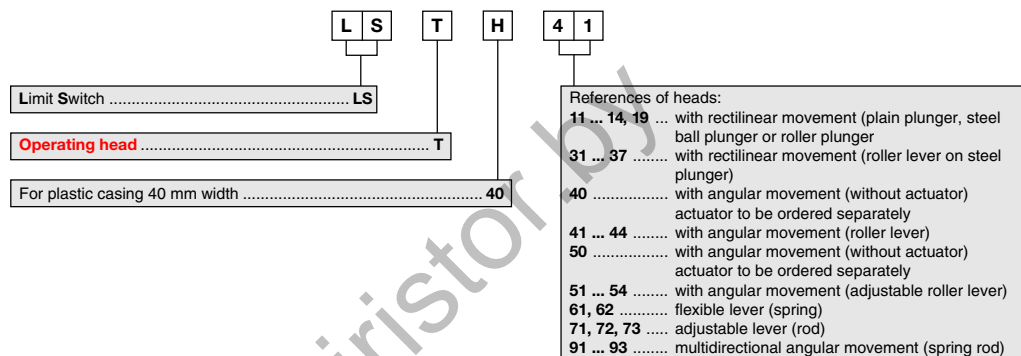 L S T H 4 1
Limit Switch ........................................................ LS
Operating head ................................................................. T
For plastic casing 40 mm width ...................................................... 40
References of heads:
11 ... 14, 19 ... with rectilinear movement (plain plunger, steel
ball plunger or roller plunger
31 ... 37 ........ with rectilinear movement (roller lever on steel
plunger)
40 ................. with angular movement (without actuator)
actuator to be ordered separately
41 ... 44 ........ with angular movement (roller lever)
50 ................. with angular movement (without actuator)
actuator to be ordered separately
51 ... 54 ........ with angular movement (adjustable roller lever)
61, 62 ........... flexible lever (spring)
71, 72, 73 ..... adjustable lever (rod)
91 ... 93 ........ multidirectional angular movement (spring rod)
ristor.by